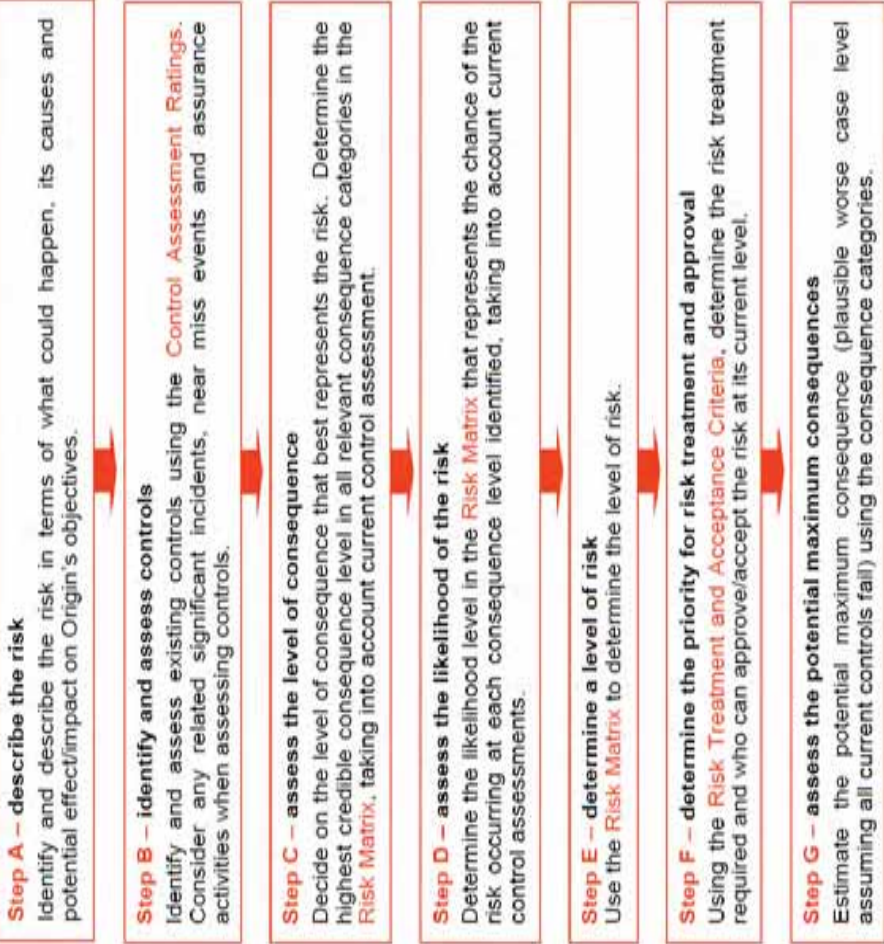 Step A – describe the risk
Identify and describe the risk in terms of what could happen, its causes and
potential effect/impact on Origin's objectives.
Step B – identify and assess controls
Identify and assess existing controls using the Control Assessment Ratings.
Consider any related significant incidents, near miss events and assurance
activities when assessing controls.
Step C – assess the level of consequence
Decide on the level of consequence that best represents the risk. Determine the
highest credible consequence level in all relevant consequence categories in the
Risk Matrix, taking into account current control assessment.
Step D – assess the likelihood of the risk
Determine the likelihood level in the Risk Matrix that represents the chance of the
risk occurring at each consequence level identified, taking into account current
control assessments.
Step E – determine a level of risk
Use the Risk Matrix to determine the level of risk.
Step F – determine the priority for risk treatment and approval
Using the Risk Treatment and Acceptance Criteria, determine the risk treatment
required and who can approve/accept the risk at its current level.
Step G – assess the potential maximum consequences
Estimate the potential maximum consequence (plausible worse case level
assuming all current controls fail) using the consequence categories.